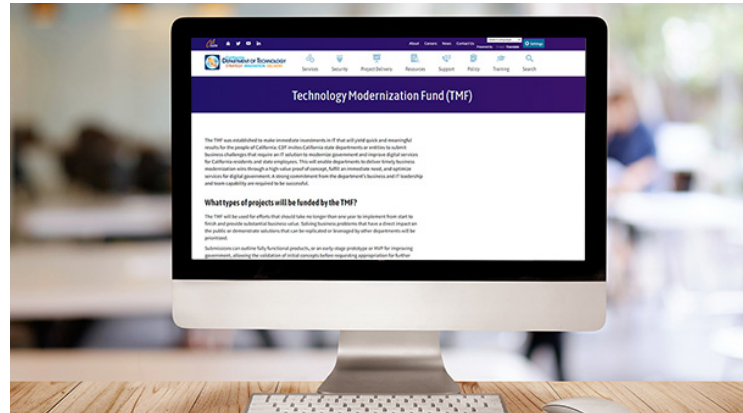 About Careers News Contact Us Select Language Settings
Powered by Translate
DEPARTMENT OF TECHNOLOGY
STRATEGY INNOVATION DELIVERY
Services Security Project Delivery Resources Support Policy Training Search
Technology Modernization Fund (TMF)
The TMF was established to make immediate investments in IT that will yield quick and meaningful
results for the people of California. CDT invites California state departments or entities to submit
business challenges that require an IT solution to modernize government and improve digital services
for California residents and state employees. This will enable departments to deliver timely business
modernization wins through a high-value proof of concept, fulfill an immediate need, and optimize
services for digital government. A strong commitment from the department's business and IT leadership
and team capability are required to be successful.
What types of projects will be funded by the TMF?
The TMF will be used for efforts that should take no longer than one year to implement from start to
finish and provide substantial business value. Solving business problems that have a direct impact on
the public or demonstrate solutions that can be replicated or leveraged by other departments will be
prioritized.
Submissions can outline fully functional products, or an early-stage prototype or MVP for improving
government, allowing the validation of initial concepts before requesting appropriation for further